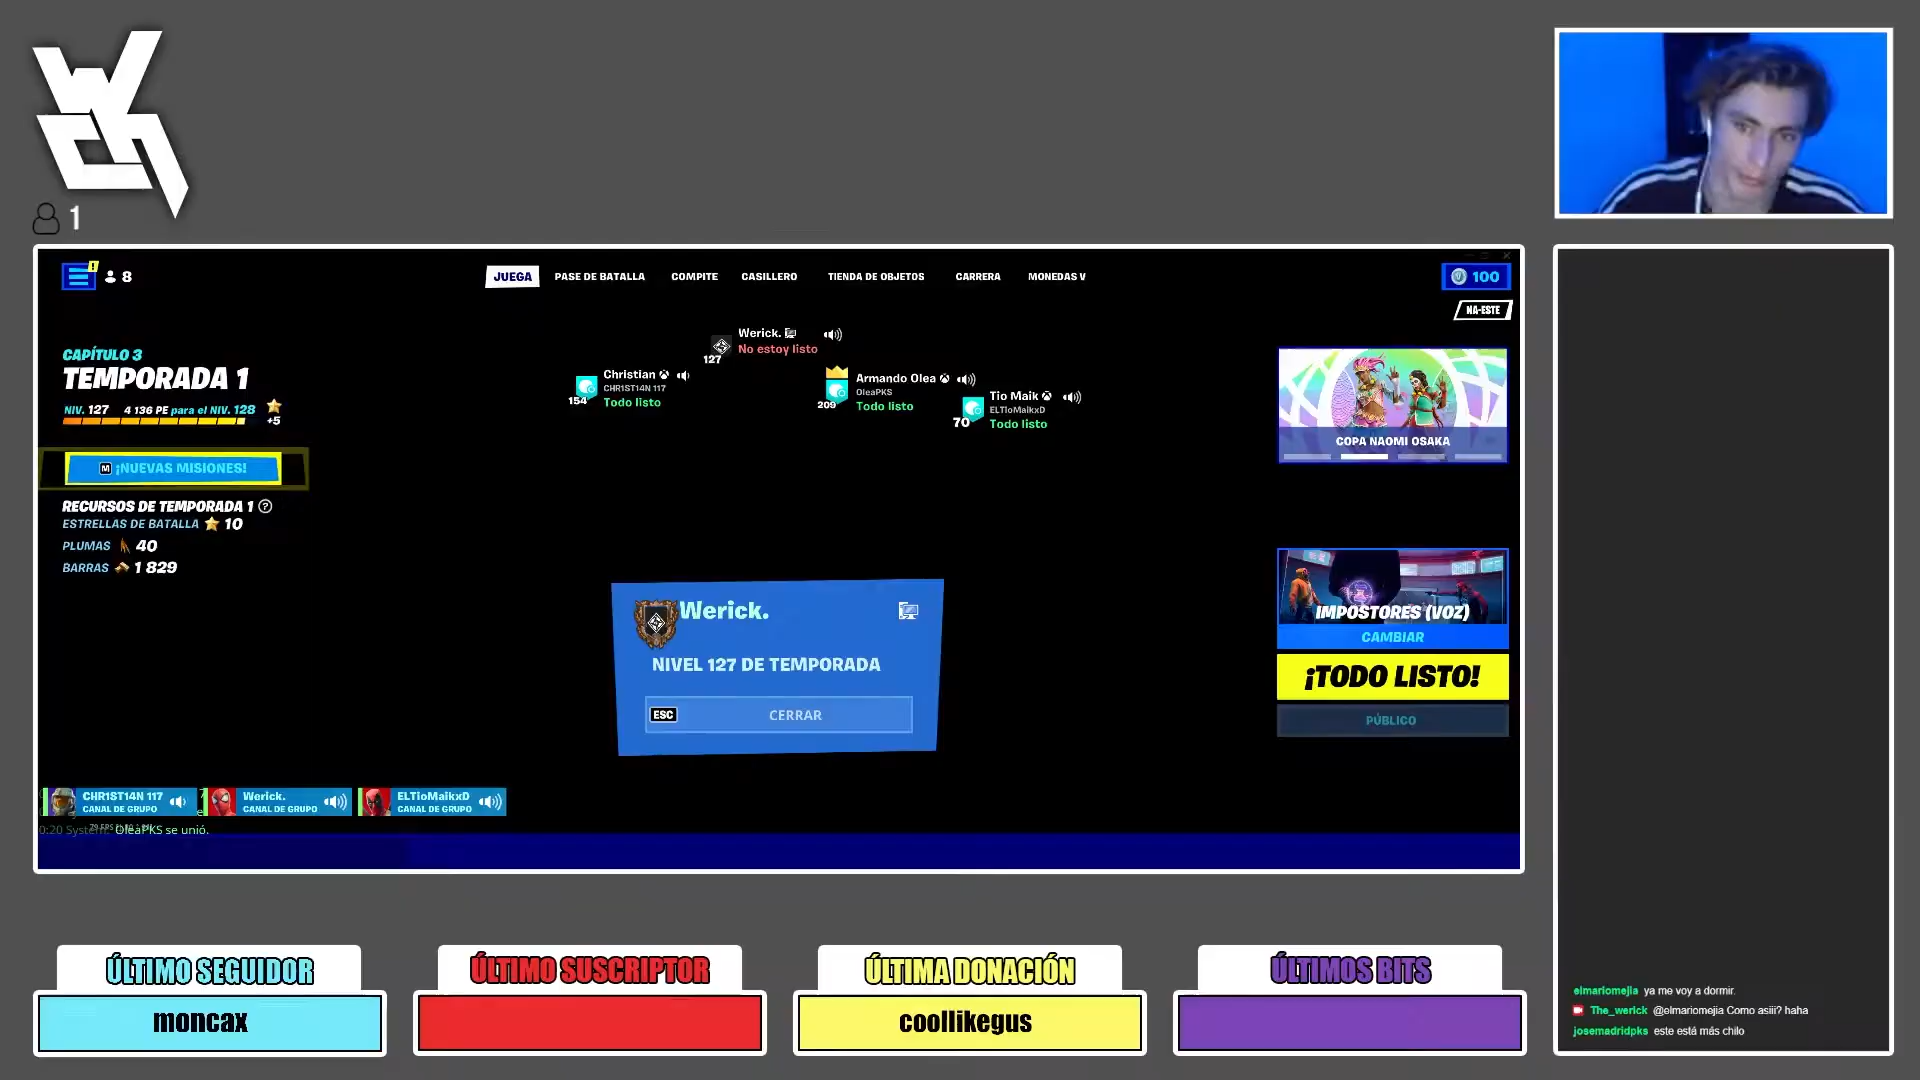 WCH
1
8
JUEGA
PASE DE BATALLA
COMPITE
CASILLERO
TIENDA DE OBJETOS
CARRERA
MONEDAS V
100
NA-ESTE
CAPÍTULO 3
TEMPORADA 1
NIV. 127 4 136 PE para el NIV. 128
+5
M ¡NUEVAS MISIONES!
RECURSOS DE TEMPORADA 1 ?
ESTRELLAS DE BATALLA 10
PLUMAS 40
BARRAS 1 829
Werick.
No estoy listo
127
Christian
CHR1ST14N 117
Todo listo
154
Armando Olea
OleaPKS
Todo listo
209
Tio Maik
ELTioMaikxD
Todo listo
70
COPA NAOMI OSAKA
IMPOSTORES (VOZ)
CAMBIAR
¡TODO LISTO!
PÚBLICO
Werick.
NIVEL 127 DE TEMPORADA
ESC CERRAR
CHR1ST14N 117
CANAL DE GRUPO
Werick.
CANAL DE GRUPO
ELTioMaikxD
CANAL DE GRUPO
0:20 System: OleaPKS se unió.
ÚLTIMO SEGUIDOR
moncax
ÚLTIMO SUSCRIPTOR
ÚLTIMA DONACIÓN
coollikegus
ÚLTIMOS BITS
elmariomejia ya me voy a dormir.
The_werick @elmariomejia Como asiii? haha
josemadridpks este está más chilo